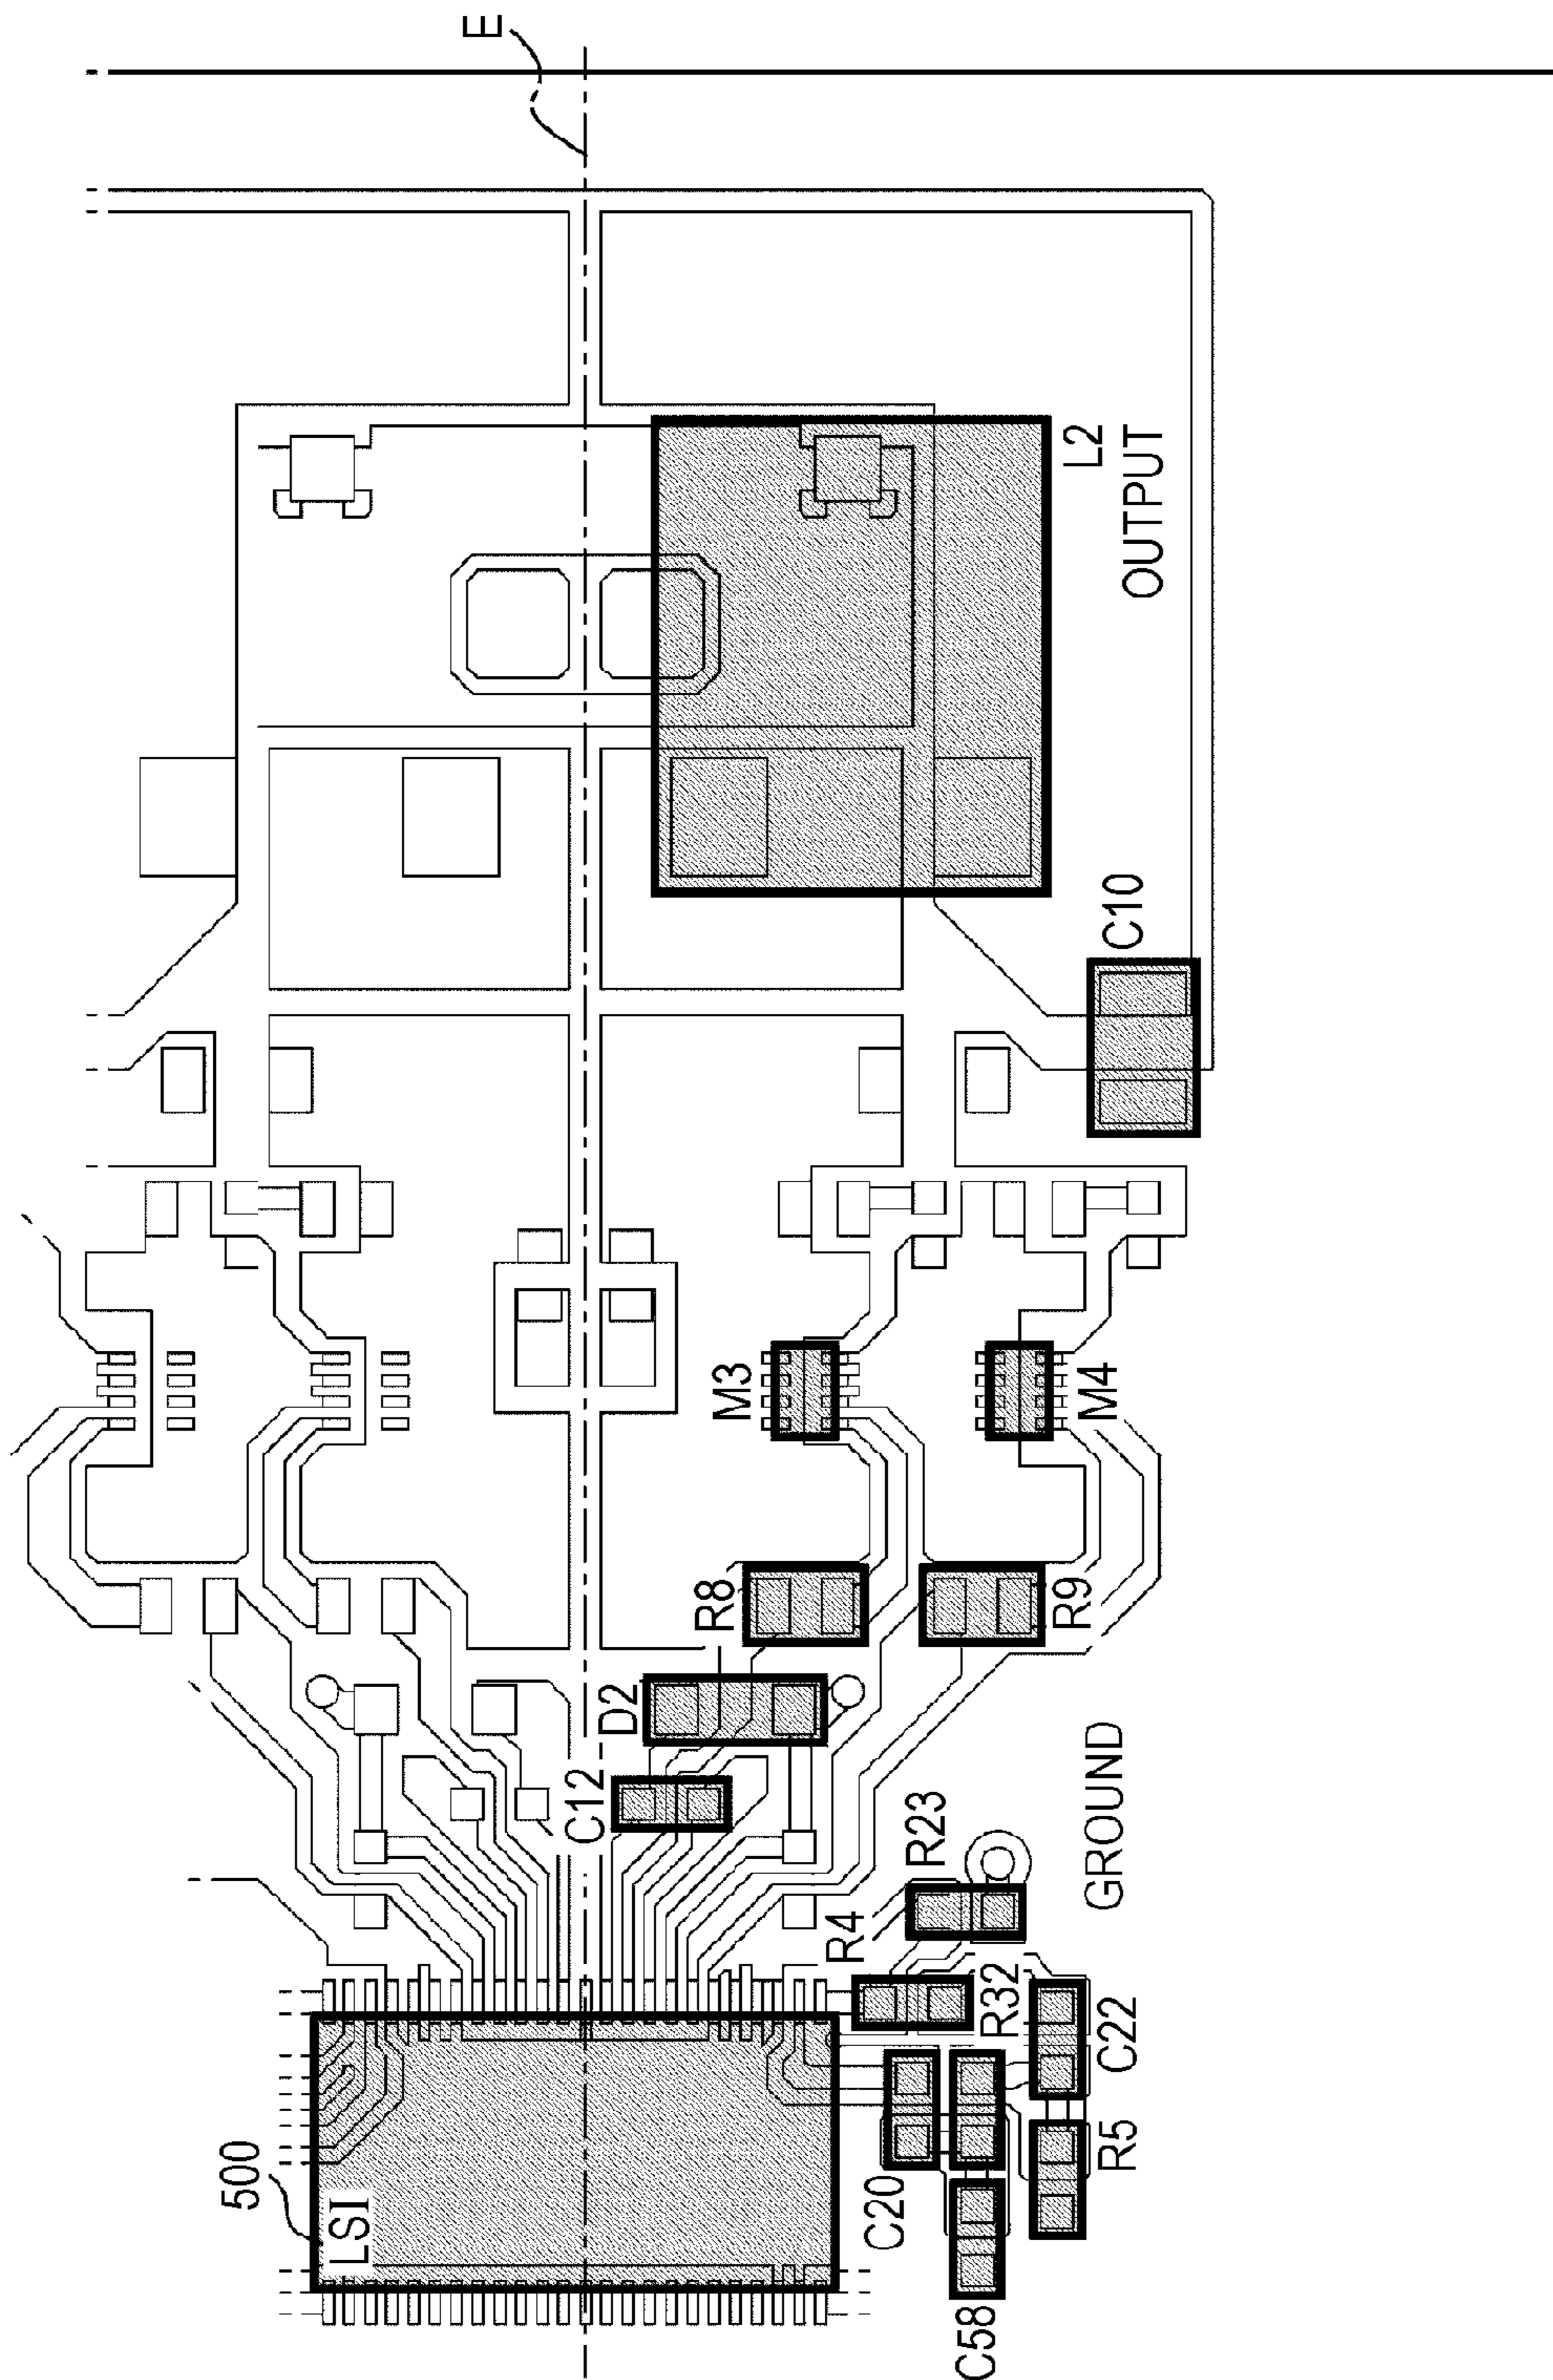 E
L2
OUTPUT
C10
M3
M4
R8
R9
D2
C12
R23
GROUND
R4
R32
C22
500
LSI
C20
R5
C58